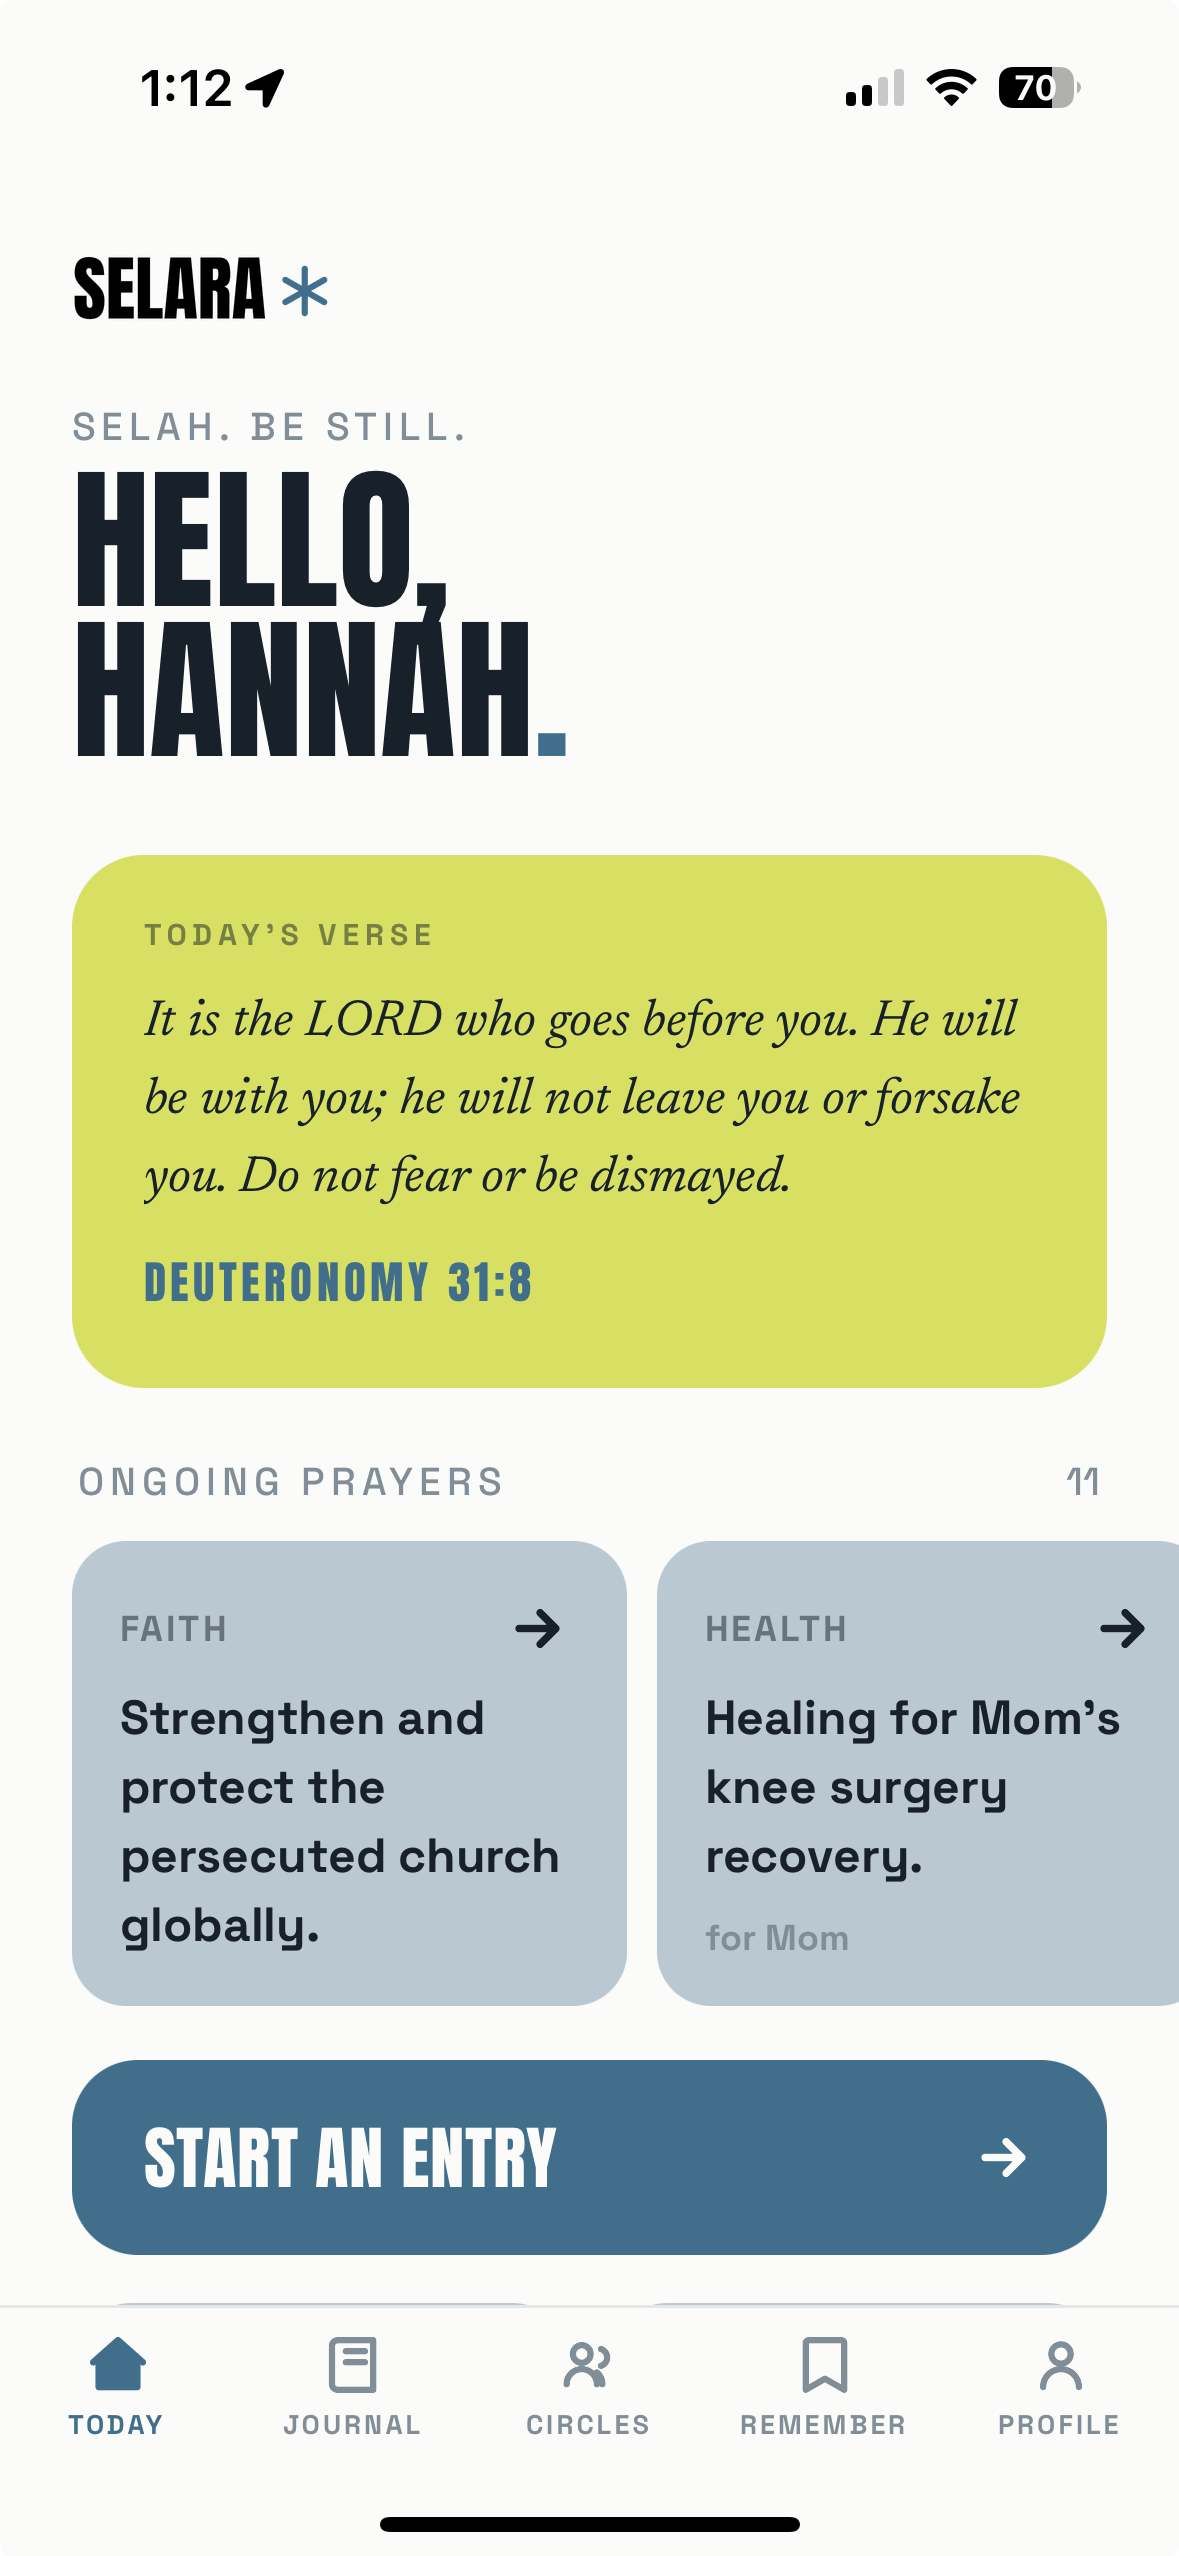 1:12
70
SELARA
SELAH. BE STILL.
HELLO,
HANNAH.
TODAY’S VERSE
It is the LORD who goes before you. He will
be with you; he will not leave you or forsake
you. Do not fear or be dismayed.
DEUTERONOMY 31:8
ONGOING PRAYERS 11
FAITH
Strengthen and
protect the
persecuted church
globally.
HEALTH
Healing for Mom’s
knee surgery
recovery.
for Mom
START AN ENTRY
TODAY JOURNAL CIRCLES REMEMBER PROFILE